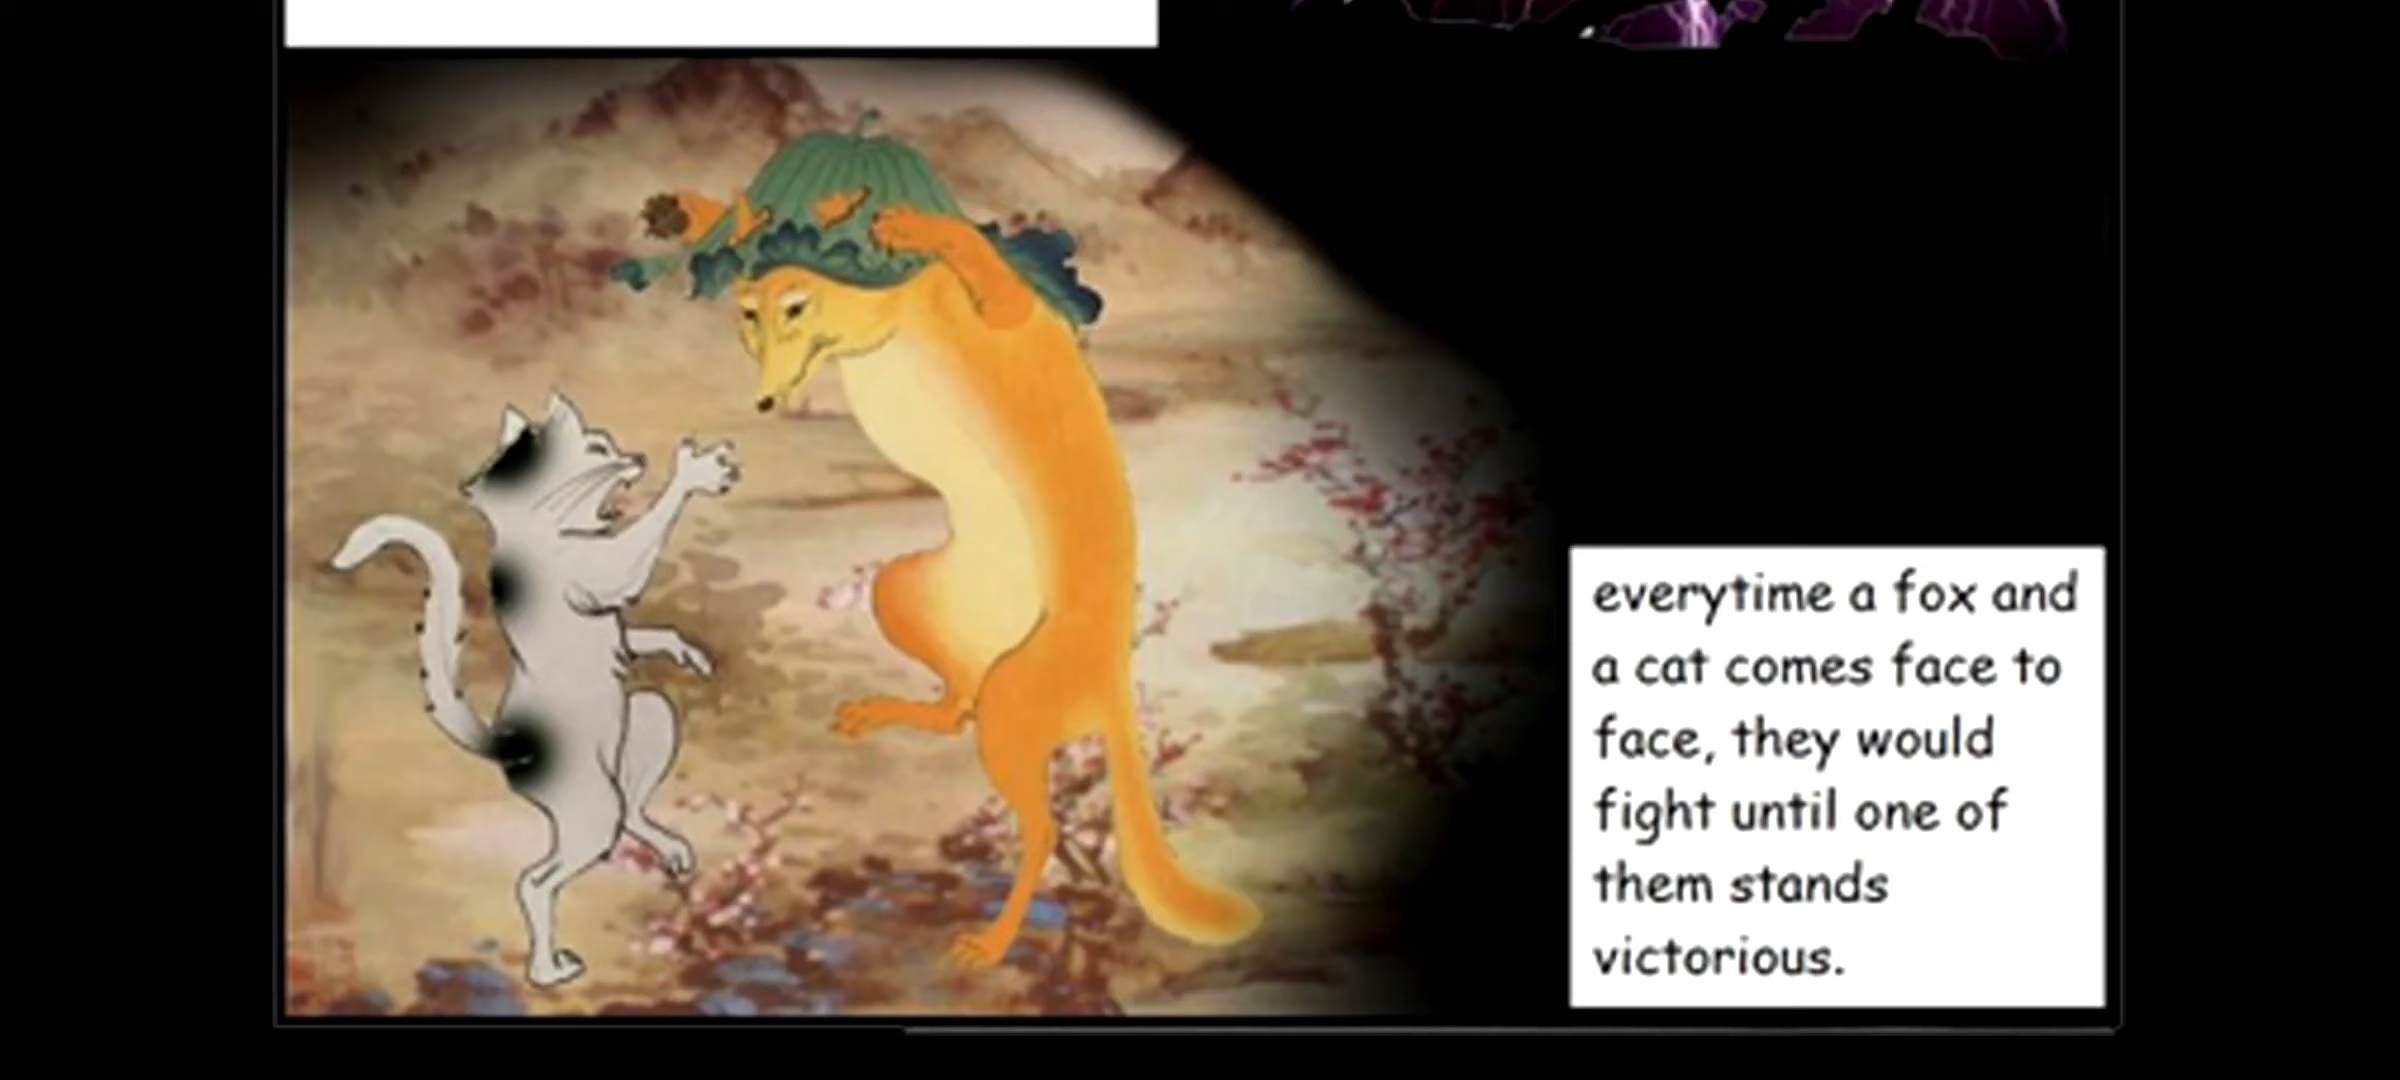 everytime a fox and
a cat comes face to
face, they would
fight until one of
them stands
victorious.